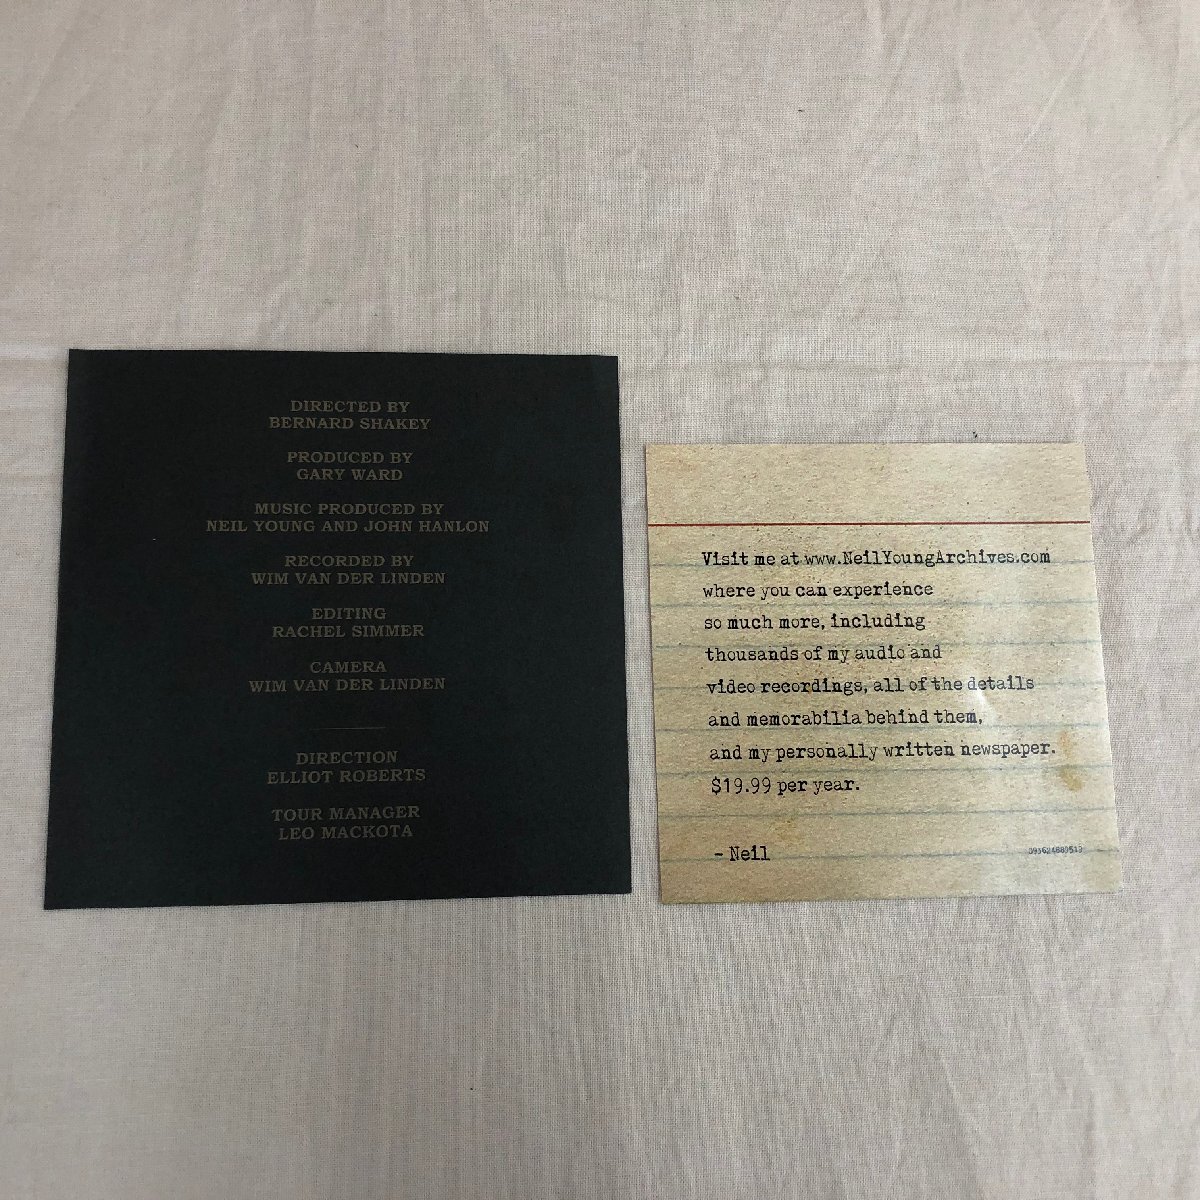 DIRECTED BY
BERNARD SHAKEY
PRODUCED BY
GARY WARD
MUSIC PRODUCED BY
NEIL YOUNG AND JOHN HANLON
RECORDED BY
WIM VAN DER LINDEN
EDITING
RACHEL SIMMER
CAMERA
WIM VAN DER LINDEN
DIRECTION
ELLIOT ROBERTS
TOUR MANAGER
LEO MACKOTA
Visit me at www.NeilYoungArchives.com
where you can experience
so much more, including
thousands of my audio and
video recordings, all of the details
and memorabilia behind them,
and my personally written newspaper.
$19.99 per year.
- Neil